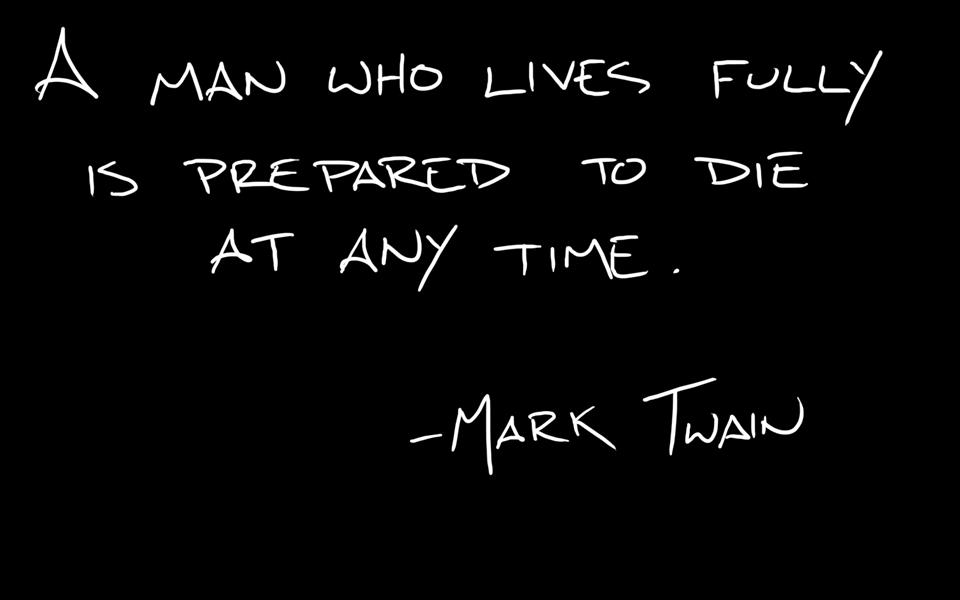 A MAN WHO LIVES FULLY
IS PREPARED TO DIE
AT ANY TIME.
-MARK TWAIN